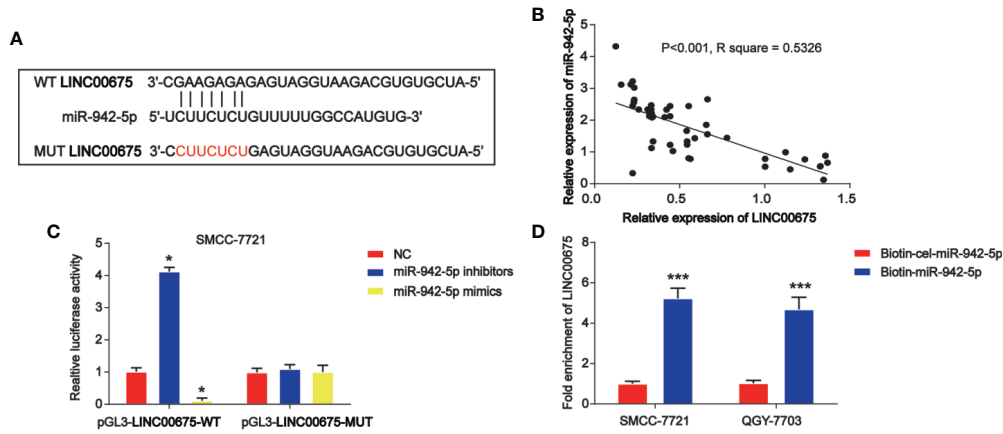 A
WT LINC00675 3'-CGAAGAGAGAGUAGGUAAGACGUGUGCUA-5'
miR-942-5p 5'-UCUUCUCUGUUUUUGGCCAUGUG-3'
MUT LINC00675 3'-CCUUCUCUGAGUAGGUAAGACGUGUGCUA-5'
B
P<0.001, R square = 0.5326
Relative expression of miR-942-5p
5
4
3
2
1
0
0.0
0.5
1.0
1.5
Relative expression of LINC00675
C
SMCC-7721
Realtive luciferase activity
5
4
3
2
1
0
*
*
NC
miR-942-5p inhibitors
miR-942-5p mimics
pGL3-LINC00675-WT
pGL3-LINC00675-MUT
D
Fold enrichment of LINC00675
8
6
4
2
0
***
***
Biotin-cel-miR-942-5p
Biotin-miR-942-5p
SMCC-7721
QGY-7703